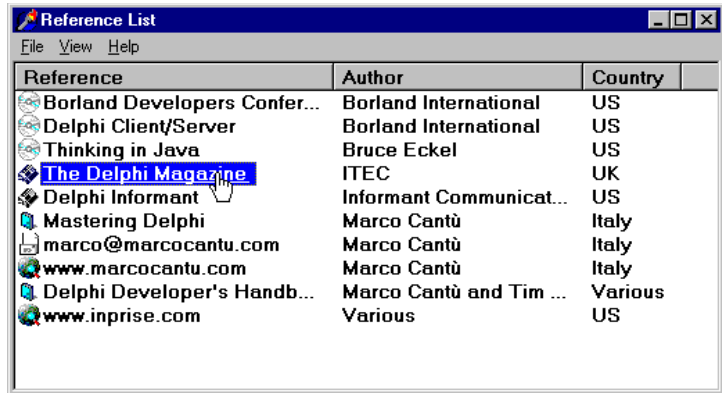 Reference List
File View Help
Reference Author Country
Borland Developers Confer... Borland International US
Delphi Client/Server Borland International US
Thinking in Java Bruce Eckel US
The Delphi Magazine ITEC UK
Delphi Informant Informant Communicat... US
Mastering Delphi Marco Cantù Italy
marco@marcocantu.com Marco Cantù Italy
www.marcocantu.com Marco Cantù Italy
Delphi Developer's Handb... Marco Cantù and Tim ... Various
www.inprise.com Various US